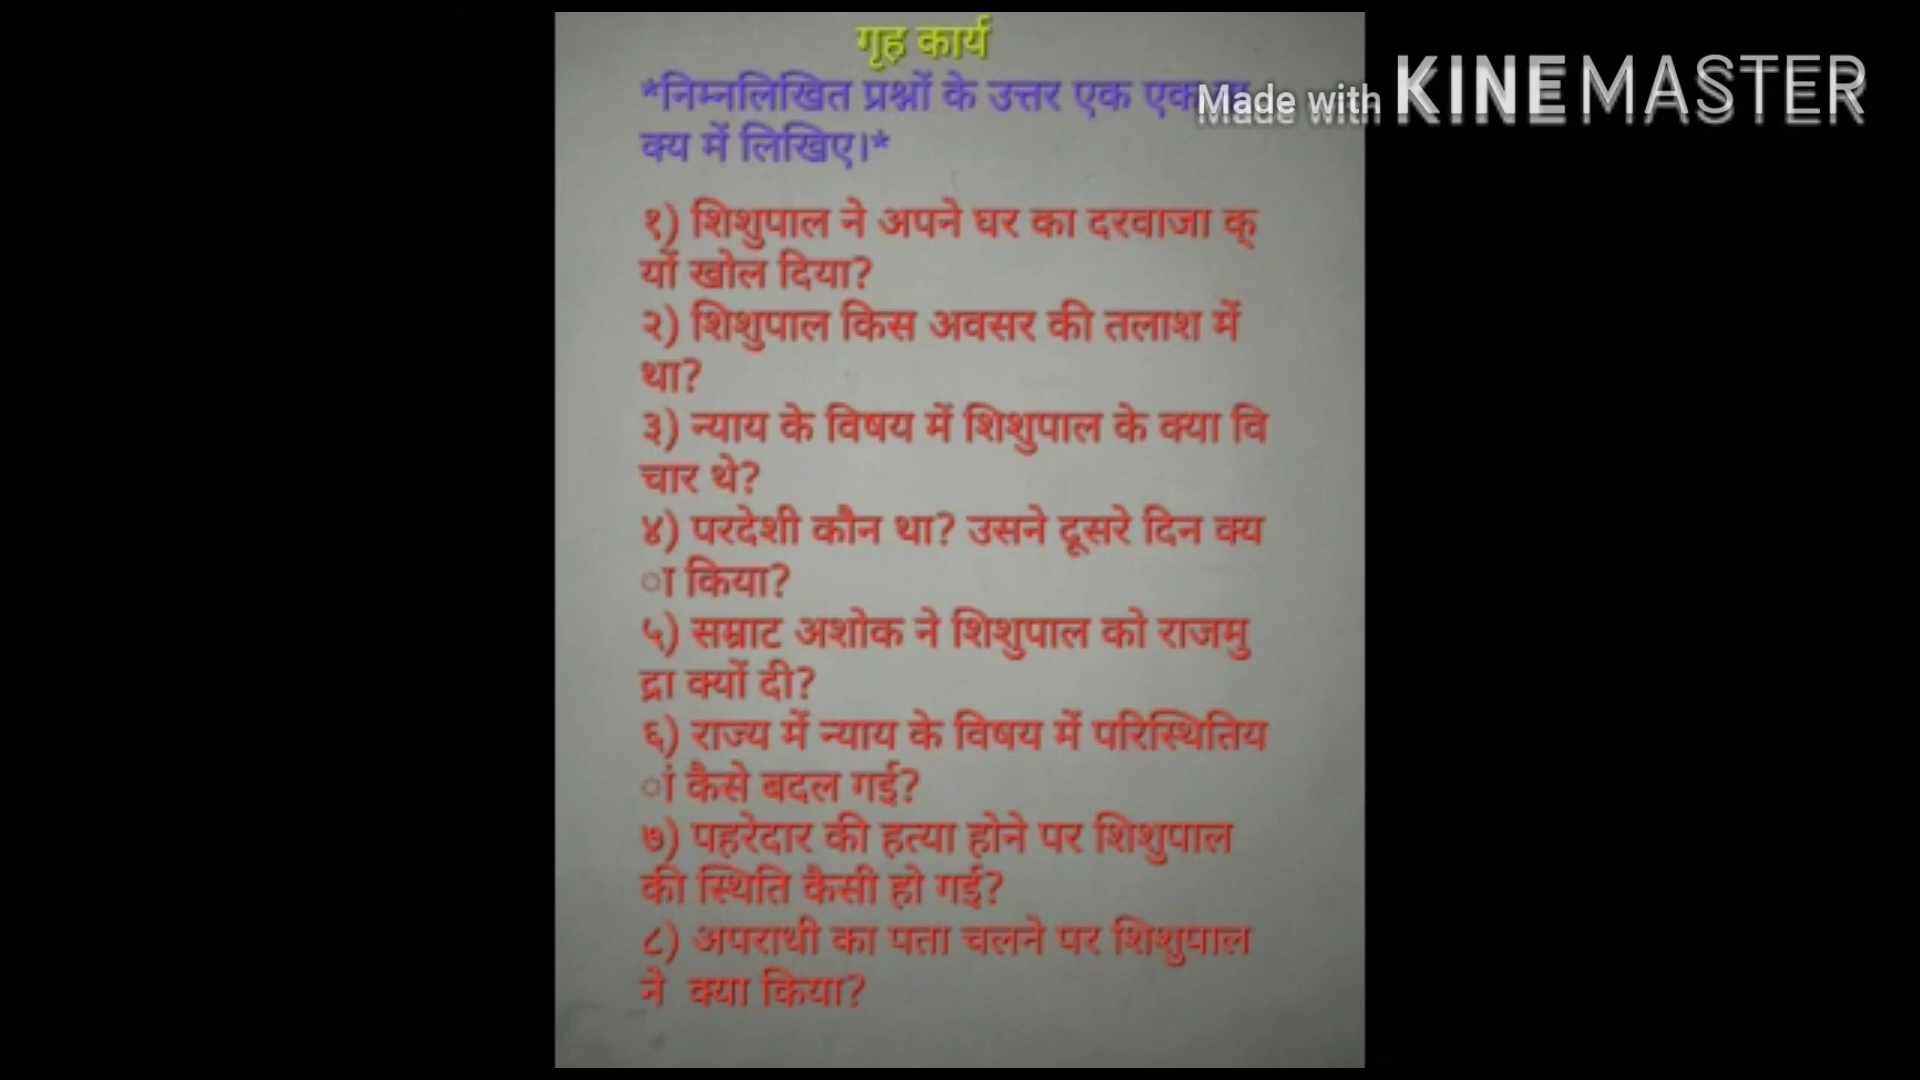 गृह कार्य
*निम्नलिखित प्रश्नों के उत्तर एक एक
Made with KINEMASTER
क्य में लिखिए।*
१) शिशुपाल ने अपने घर का दरवाजा क्
यों खोल दिया?
२) शिशुपाल किस अवसर की तलाश में
था?
३) न्याय के विषय में शिशुपाल के क्या वि
चार थे?
४) परदेशी कौन था? उसने दूसरे दिन क्य
ा किया?
५) सम्राट अशोक ने शिशुपाल को राजमु
द्रा क्यों दी?
६) राज्य में न्याय के विषय में परिस्थितिय
ां कैसे बदल गई?
७) पहरेदार की हत्या होने पर शिशुपाल
की स्थिति कैसी हो गई?
८) अपराधी का पता चलने पर शिशुपाल
ने क्या किया?